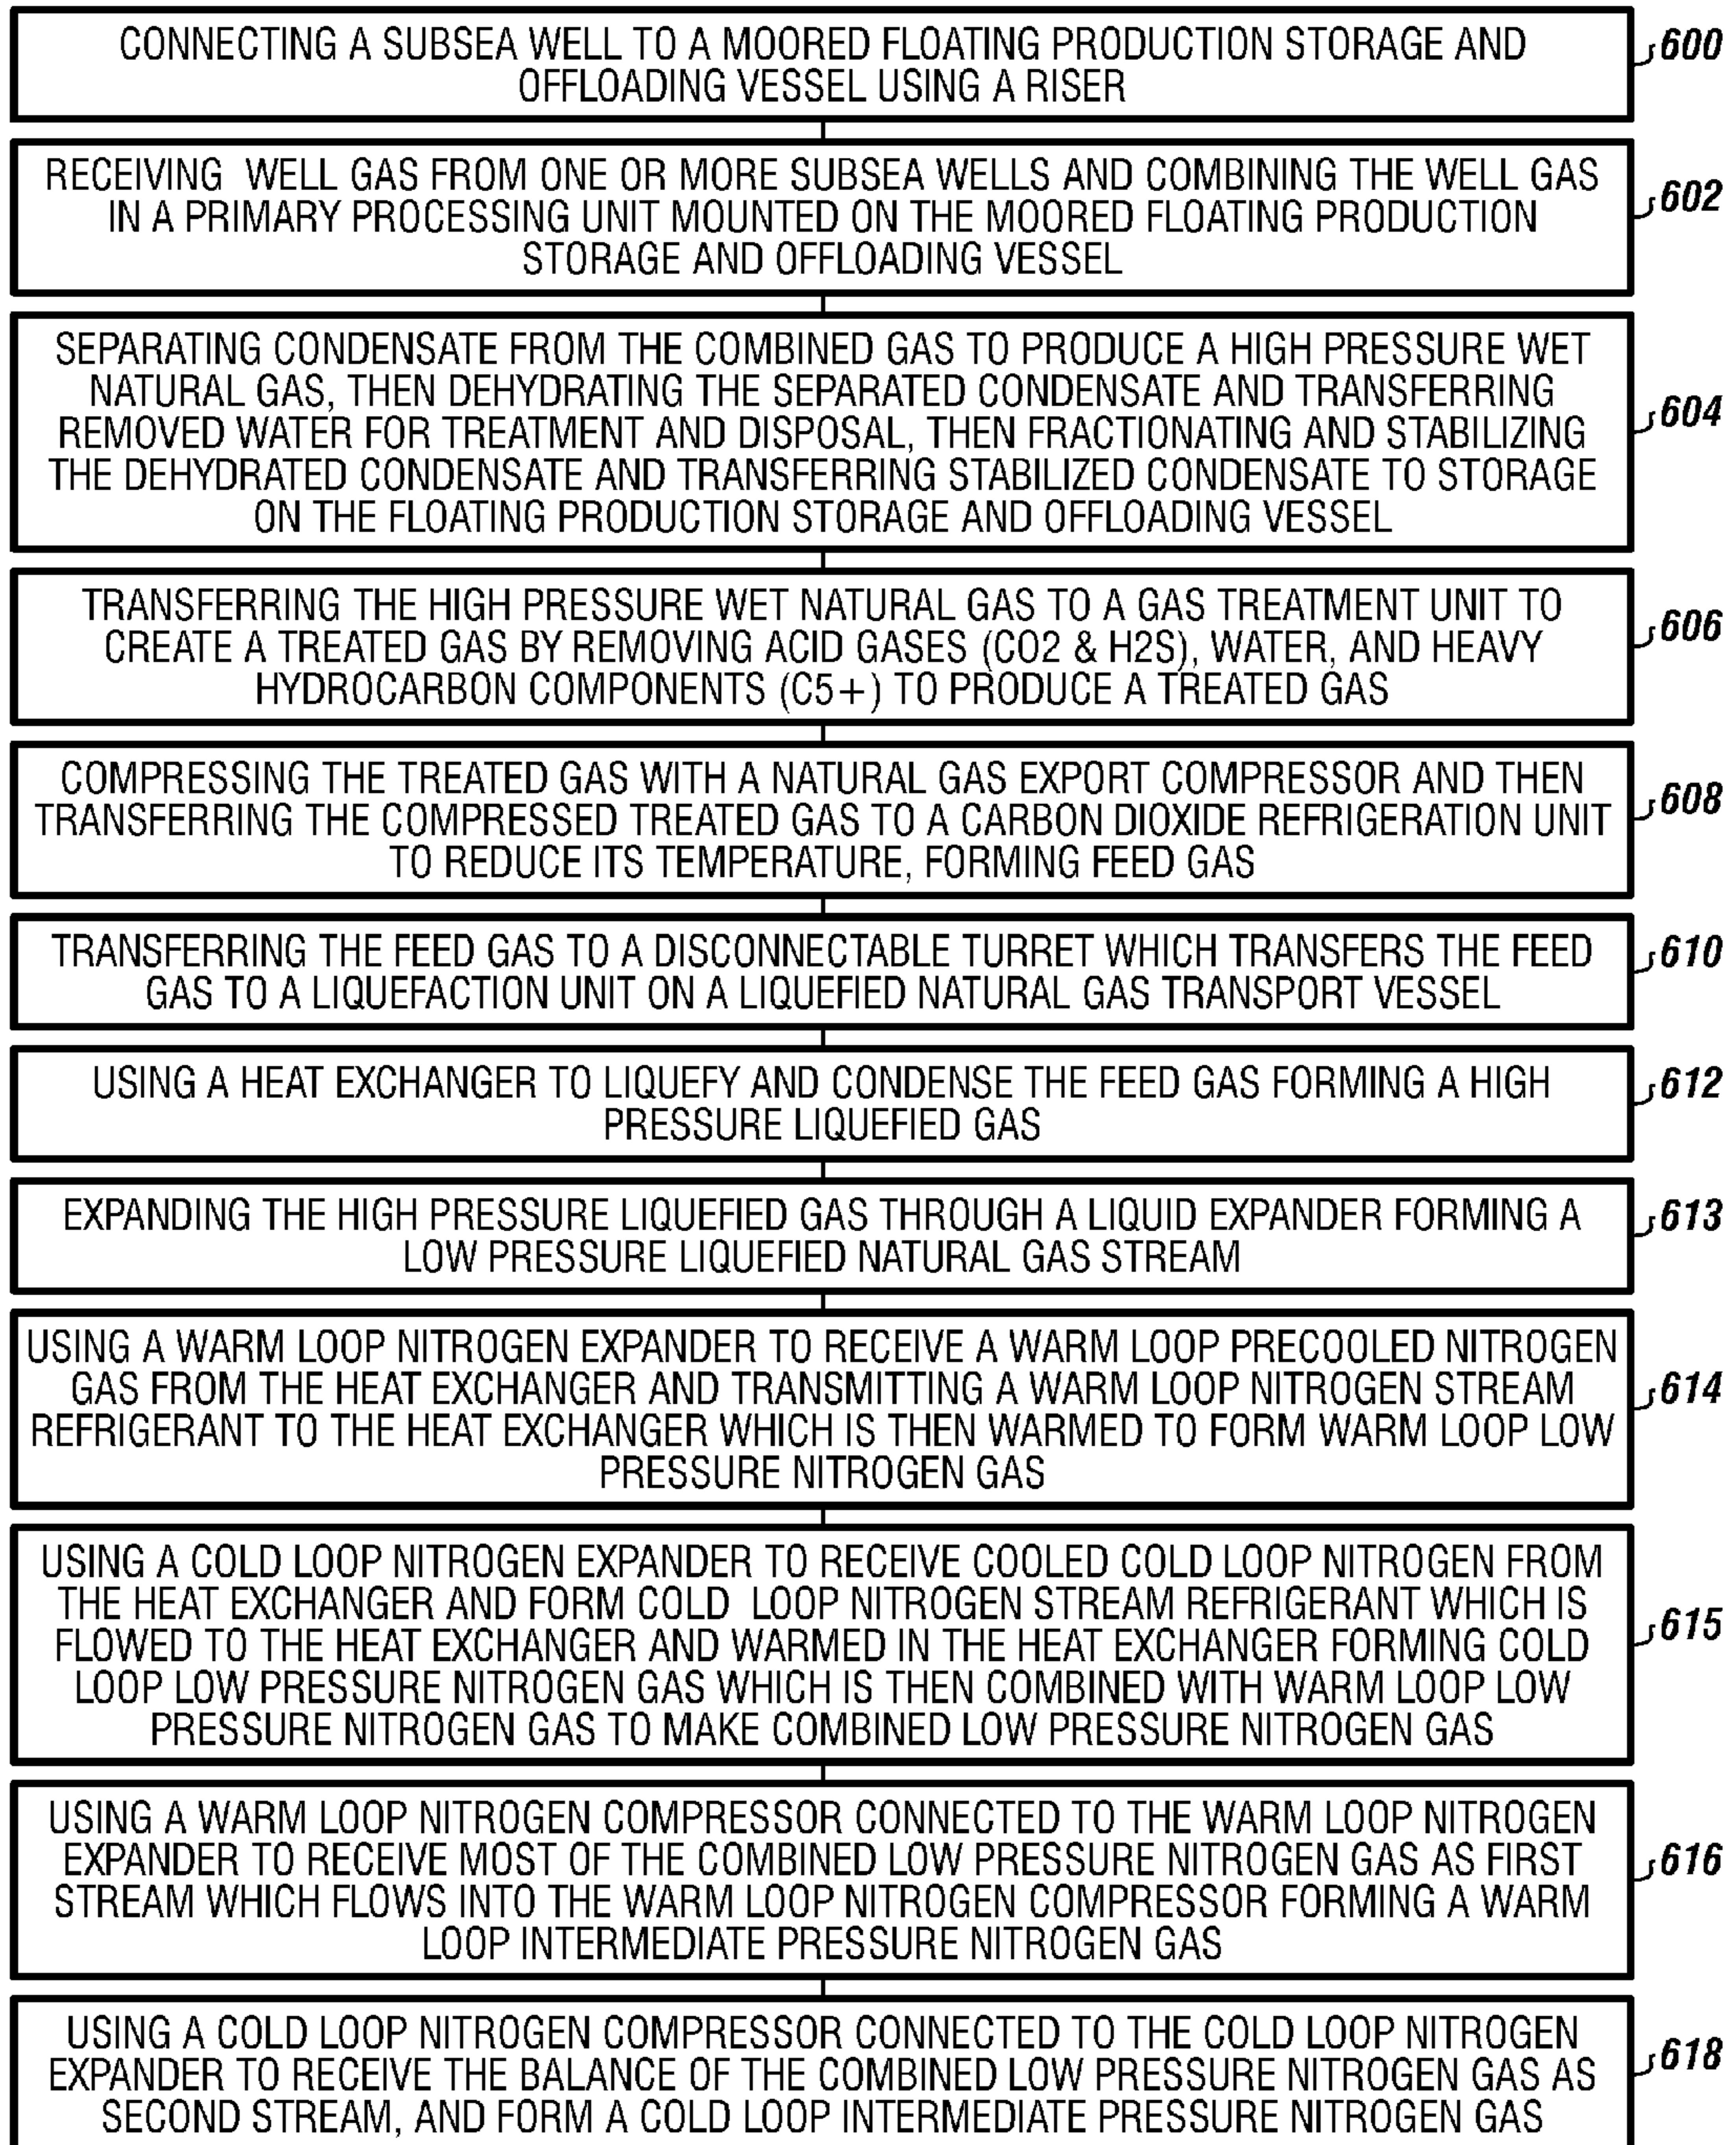 CONNECTING A SUBSEA WELL TO A MOORED FLOATING PRODUCTION STORAGE AND
OFFLOADING VESSEL USING A RISER
600
RECEIVING WELL GAS FROM ONE OR MORE SUBSEA WELLS AND COMBINING THE WELL GAS
IN A PRIMARY PROCESSING UNIT MOUNTED ON THE MOORED FLOATING PRODUCTION
STORAGE AND OFFLOADING VESSEL
602
SEPARATING CONDENSATE FROM THE COMBINED GAS TO PRODUCE A HIGH PRESSURE WET
NATURAL GAS, THEN DEHYDRATING THE SEPARATED CONDENSATE AND TRANSFERRING
REMOVED WATER FOR TREATMENT AND DISPOSAL, THEN FRACTIONATING AND STABILIZING
THE DEHYDRATED CONDENSATE AND TRANSFERRING STABILIZED CONDENSATE TO STORAGE
ON THE FLOATING PRODUCTION STORAGE AND OFFLOADING VESSEL
604
TRANSFERRING THE HIGH PRESSURE WET NATURAL GAS TO A GAS TREATMENT UNIT TO
CREATE A TREATED GAS BY REMOVING ACID GASES (CO2 & H2S), WATER, AND HEAVY
HYDROCARBON COMPONENTS (C5+) TO PRODUCE A TREATED GAS
606
COMPRESSING THE TREATED GAS WITH A NATURAL GAS EXPORT COMPRESSOR AND THEN
TRANSFERRING THE COMPRESSED TREATED GAS TO A CARBON DIOXIDE REFRIGERATION UNIT
TO REDUCE ITS TEMPERATURE, FORMING FEED GAS
608
TRANSFERRING THE FEED GAS TO A DISCONNECTABLE TURRET WHICH TRANSFERS THE FEED
GAS TO A LIQUEFACTION UNIT ON A LIQUEFIED NATURAL GAS TRANSPORT VESSEL
610
USING A HEAT EXCHANGER TO LIQUEFY AND CONDENSE THE FEED GAS FORMING A HIGH
PRESSURE LIQUEFIED GAS
612
EXPANDING THE HIGH PRESSURE LIQUEFIED GAS THROUGH A LIQUID EXPANDER FORMING A
LOW PRESSURE LIQUEFIED NATURAL GAS STREAM
613
USING A WARM LOOP NITROGEN EXPANDER TO RECEIVE A WARM LOOP PRECOOLED NITROGEN
GAS FROM THE HEAT EXCHANGER AND TRANSMITTING A WARM LOOP NITROGEN STREAM
REFRIGERANT TO THE HEAT EXCHANGER WHICH IS THEN WARMED TO FORM WARM LOOP LOW
PRESSURE NITROGEN GAS
614
USING A COLD LOOP NITROGEN EXPANDER TO RECEIVE COOLED COLD LOOP NITROGEN FROM
THE HEAT EXCHANGER AND FORM COLD LOOP NITROGEN STREAM REFRIGERANT WHICH IS
FLOWED TO THE HEAT EXCHANGER AND WARMED IN THE HEAT EXCHANGER FORMING COLD
LOOP LOW PRESSURE NITROGEN GAS WHICH IS THEN COMBINED WITH WARM LOOP LOW
PRESSURE NITROGEN GAS TO MAKE COMBINED LOW PRESSURE NITROGEN GAS
615
USING A WARM LOOP NITROGEN COMPRESSOR CONNECTED TO THE WARM LOOP NITROGEN
EXPANDER TO RECEIVE MOST OF THE COMBINED LOW PRESSURE NITROGEN GAS AS FIRST
STREAM WHICH FLOWS INTO THE WARM LOOP NITROGEN COMPRESSOR FORMING A WARM
LOOP INTERMEDIATE PRESSURE NITROGEN GAS
616
USING A COLD LOOP NITROGEN COMPRESSOR CONNECTED TO THE COLD LOOP NITROGEN
EXPANDER TO RECEIVE THE BALANCE OF THE COMBINED LOW PRESSURE NITROGEN GAS AS
SECOND STREAM, AND FORM A COLD LOOP INTERMEDIATE PRESSURE NITROGEN GAS
618